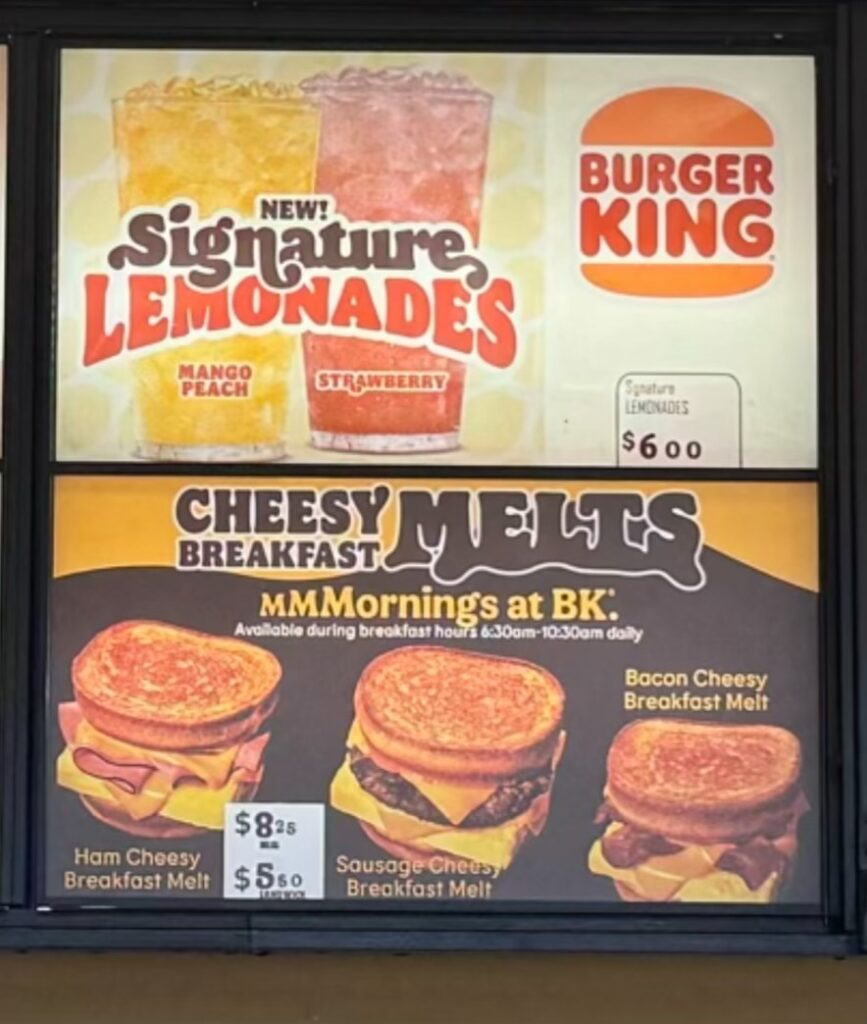 NEW!
Signature
LEMONADES
MANGO
PEACH
STRAWBERRY
BURGER
KING
Signature
LEMONADES
$600
CHEESY
BREAKFAST
MELTS
MMMornings at BK.
Available during breakfast hours 6:30am-10:30am daily
Bacon Cheesy
Breakfast Melt
Ham Cheesy
Breakfast Melt
$825
$550
SANDWICH
Sausage Cheesy
Breakfast Melt